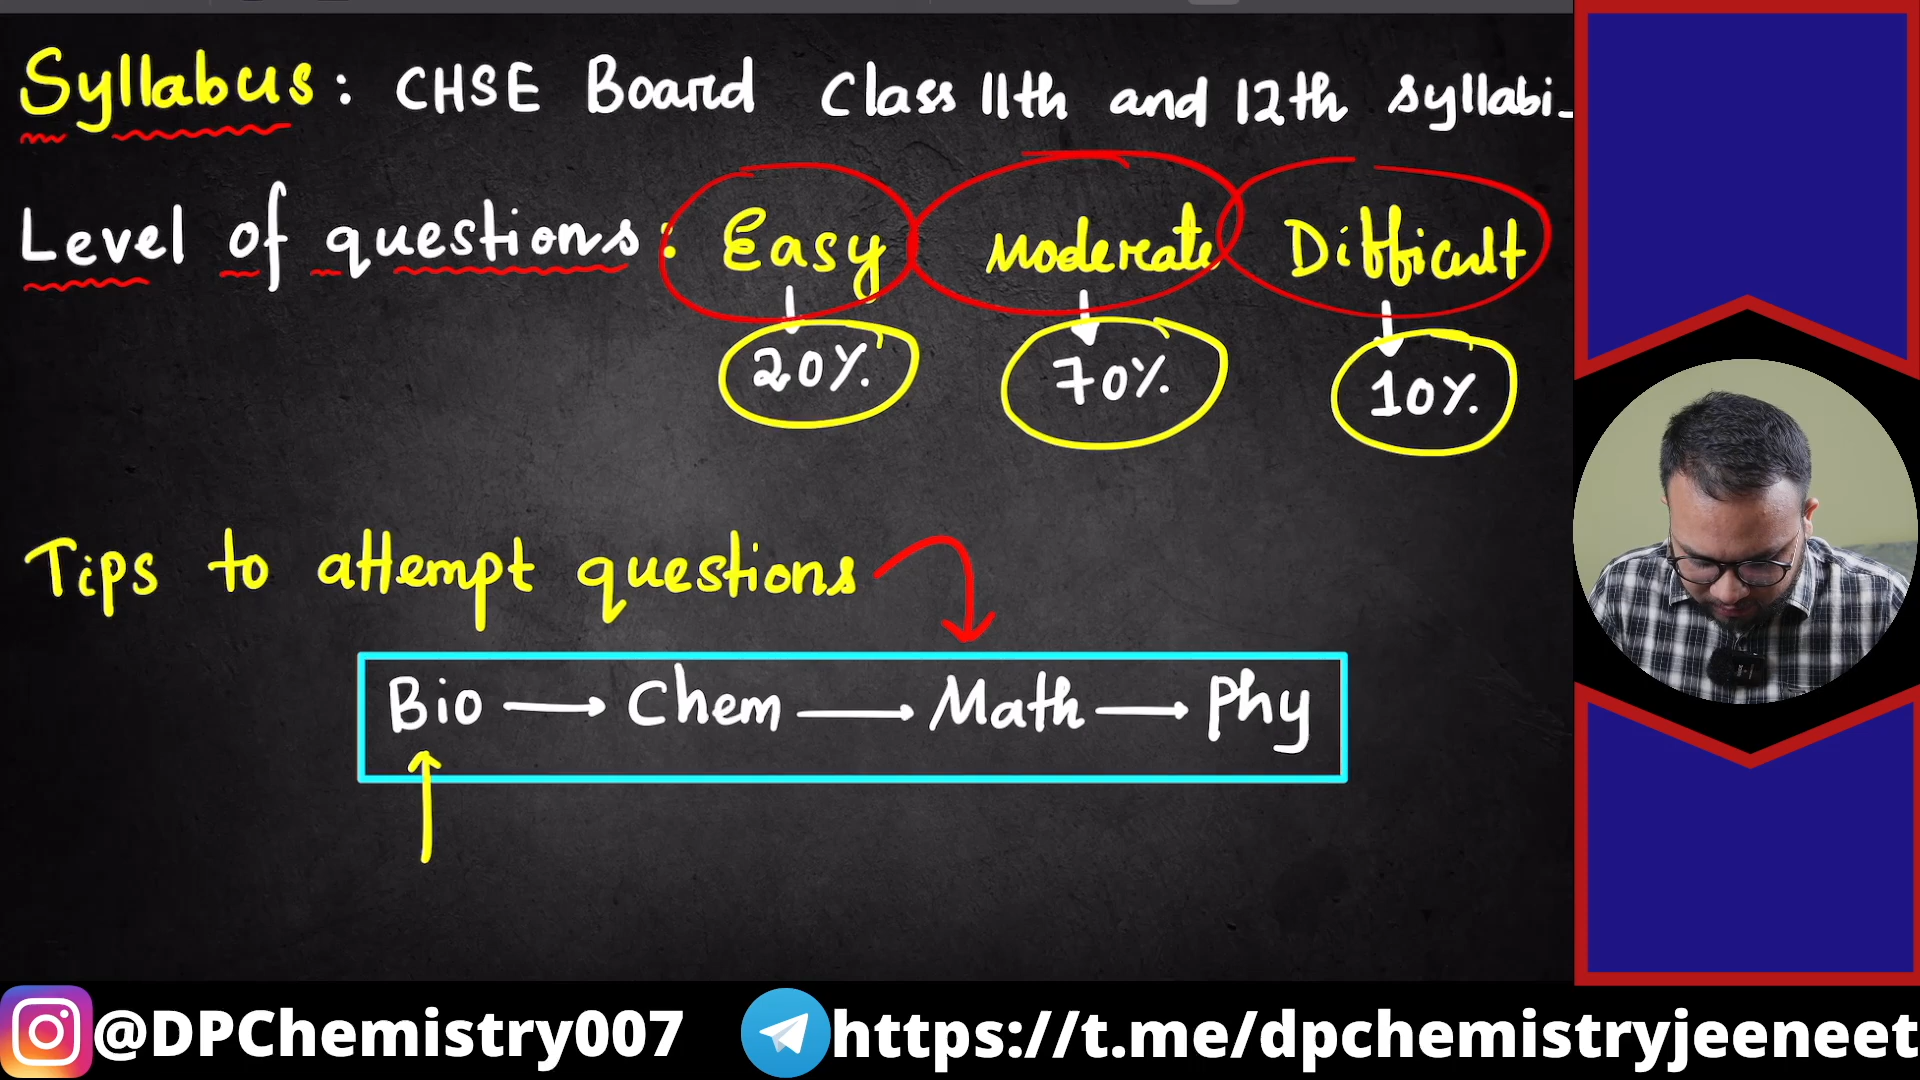 Syllabus : CHSE Board Class 11th and 12th syllabi
Level of questions : Easy Moderate Difficult
20% 70% 10%
Tips to attempt questions
Bio → Chem → Math → Phy
@DPChemistry007 https://t.me/dpchemistryjeeneet